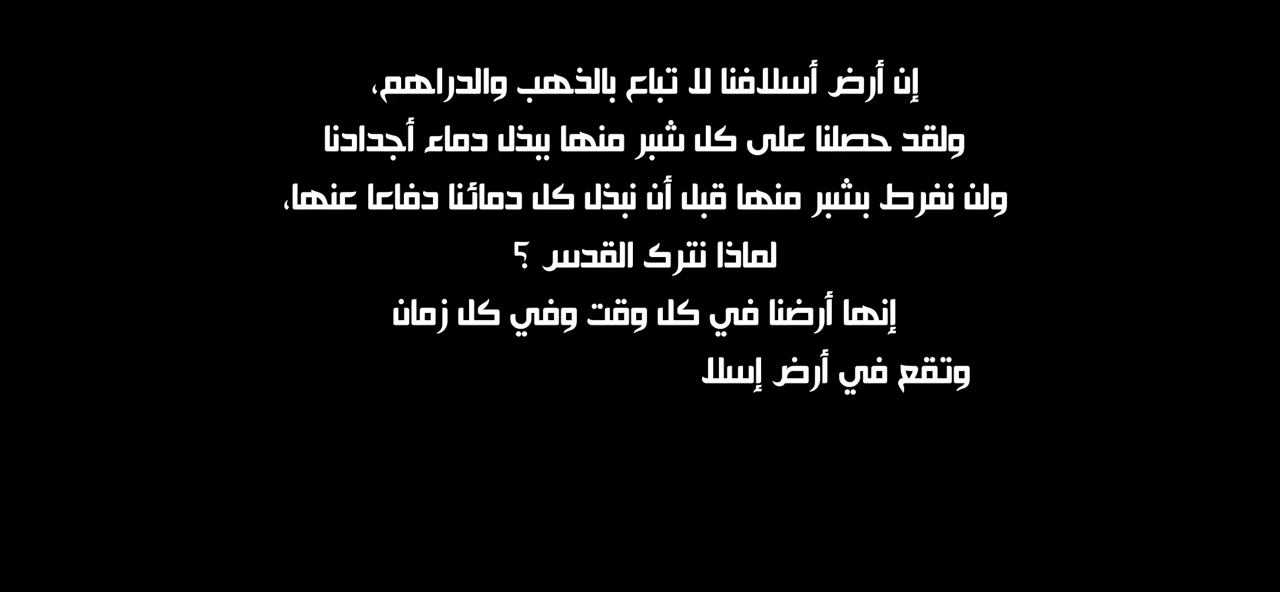 إن أرض أسلافنا لا تباع بالذهب والدراهم،
ولقد حصلنا على كل شبر منها ببذل دماء أجدادنا
ولن نفرط بشبر منها قبل أن نبذل كل دمائنا دفاعا عنها،
لماذا نترك القدس ؟
إنها أرضنا في كل وقت وفي كل زمان
وتقع في أرض إسلا